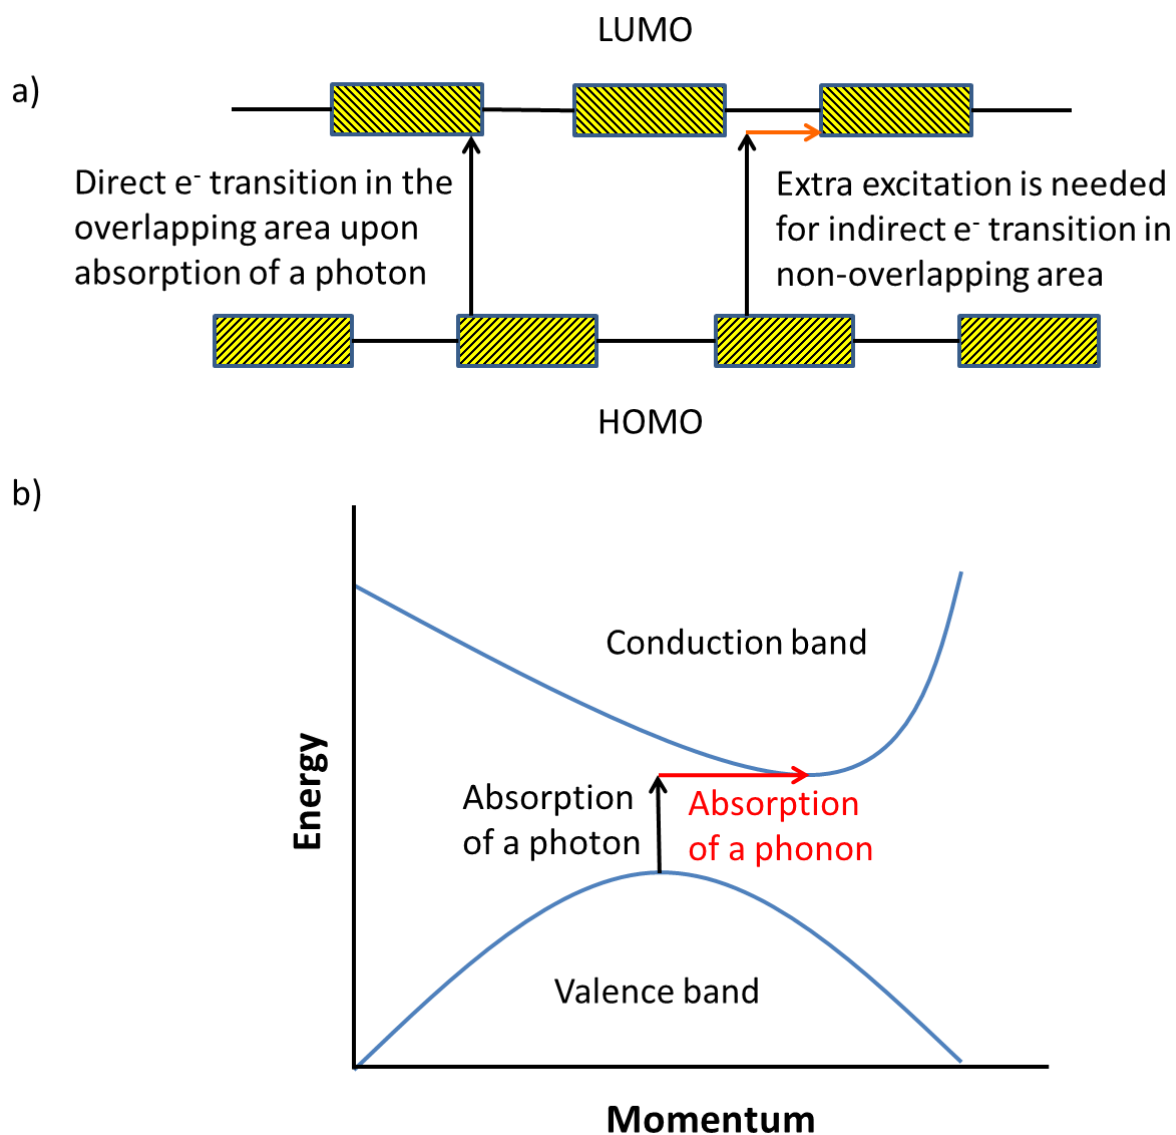 LUMO
a)
Direct e⁻ transition in the
overlapping area upon
absorption of a photon
Extra excitation is needed
for indirect e⁻ transition in
non-overlapping area
HOMO
b)
Conduction band
Energy
Absorption
of a photon
Absorption
of a phonon
Valence band
Momentum